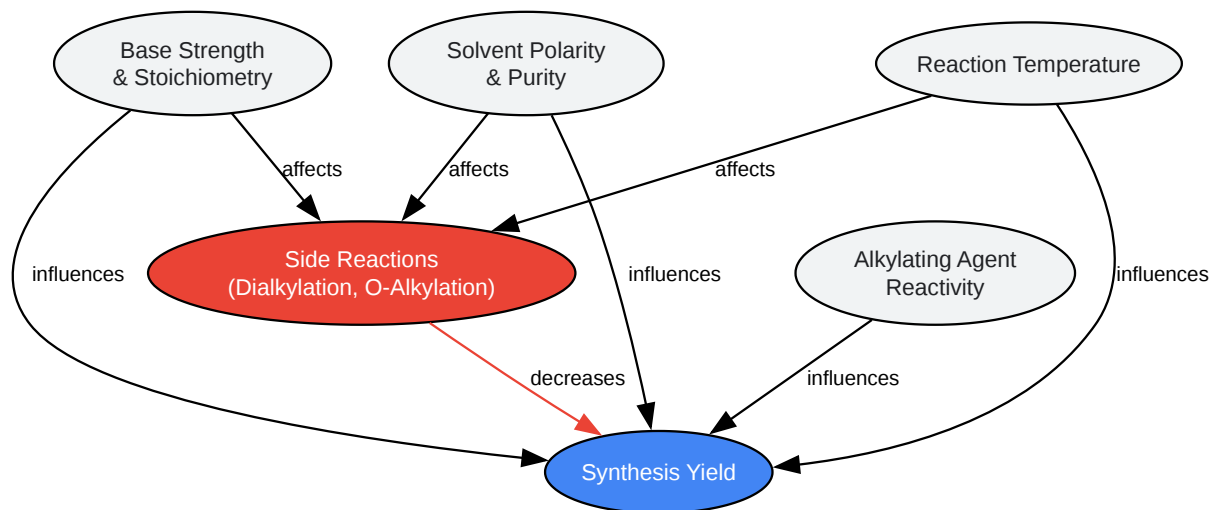 Base Strength
& Stoichiometry
Solvent Polarity
& Purity
Reaction Temperature
affects
affects
affects
Side Reactions
(Dialkylation, O-Alkylation)
influences
influences
Alkylating Agent
Reactivity
influences
decreases
influences
Synthesis Yield